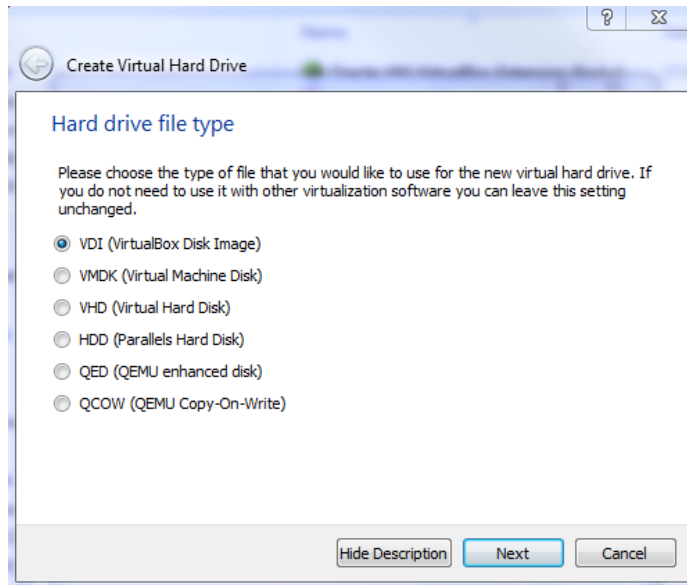 ?
Create Virtual Hard Drive
Hard drive file type
Please choose the type of file that you would like to use for the new virtual hard drive. If
you do not need to use it with other virtualization software you can leave this setting
unchanged.
VDI (VirtualBox Disk Image)
VMDK (Virtual Machine Disk)
VHD (Virtual Hard Disk)
HDD (Parallels Hard Disk)
QED (QEMU enhanced disk)
QCOW (QEMU Copy-On-Write)
Hide Description Next Cancel